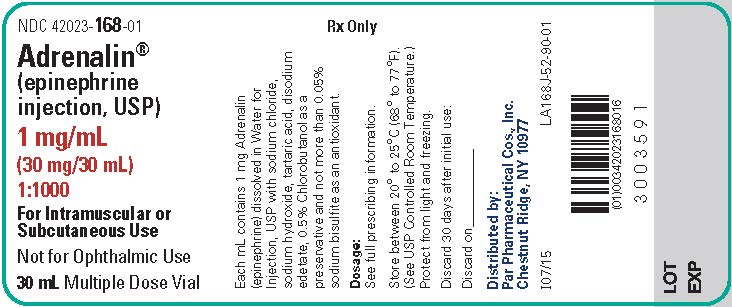 NDC 42023-168-01
Rx Only
Adrenalin®
(epinephrine
injection, USP)
1 mg/mL
(30 mg/30 mL)
1:1000
For Intramuscular or
Subcutaneous Use
Not for Ophthalmic Use
30 mL Multiple Dose Vial
Each mL contains 1 mg Adrenalin
(epinephrine) dissolved in Water for
Injection, USP with sodium chloride,
sodium hydroxide, tartaric acid, disodium
edetate, 0.5% Chlorobutanol as a
preservative and not more than 0.05%
sodium bisulfite as an antioxidant.
Dosage:
See full prescribing information.
Store between 20° to 25°C (68° to 77°F).
(See USP Controlled Room Temperature.)
Protect from light and freezing.
Discard 30 days after initial use.
Discard on
Distributed by:
Par Pharmaceutical Cos., Inc.
Chestnut Ridge, NY 10977
I07/15
LA168J-52-90-01
(01)00342023168016
3003591
LOT
EXP